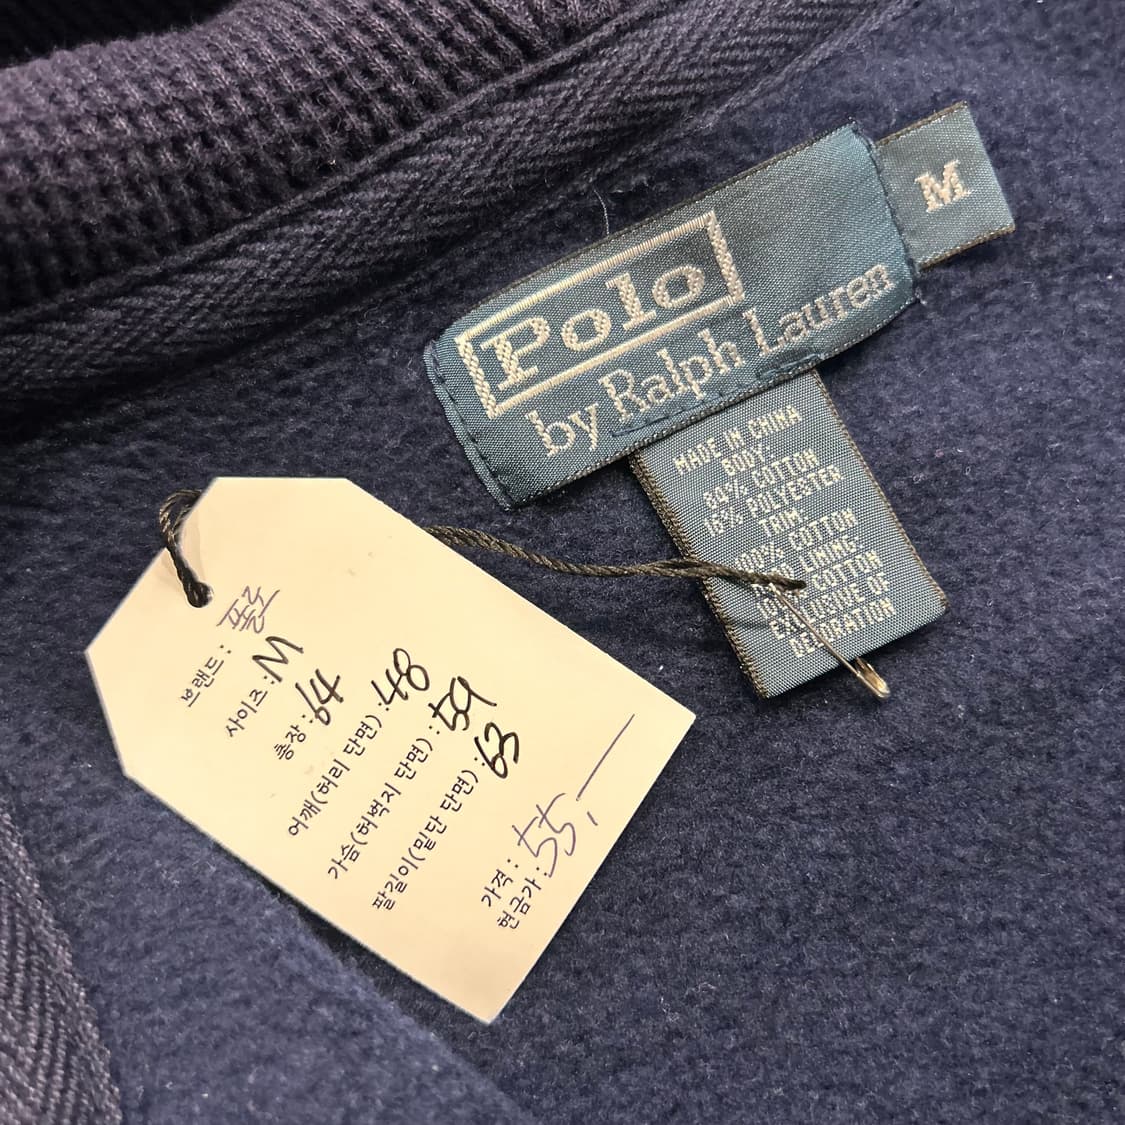 Polo
by Ralph Lauren
M
MADE IN CHINA
BODY
84% COTTON
16% POLYESTER
TRIM
100% COTTON
LINING
COTTON
EXCLUSIVE OF
DECORATION
브랜드: 폴로
사이즈: M
총장: 64
어깨(허리 단면): 48
가슴(허벅지 단면): 59
팔길이(밑단 단면): 63
가격:
현금가: 55,-